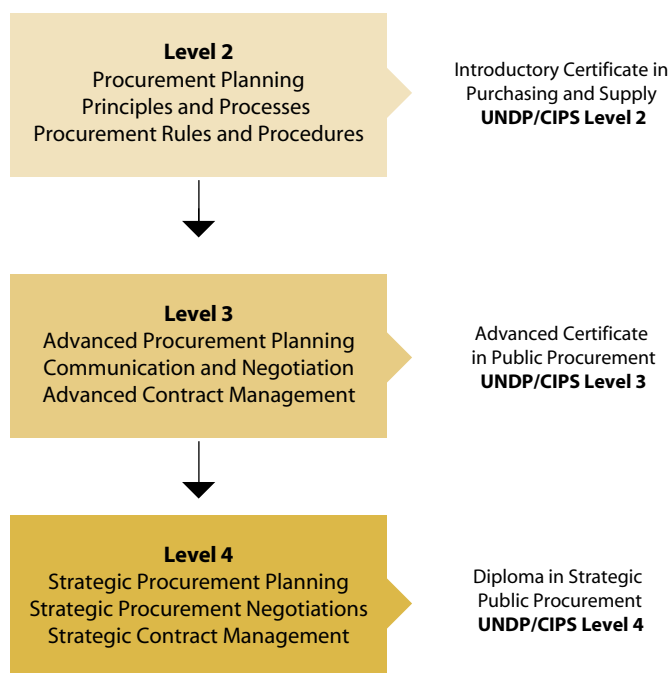 Level 2
Procurement Planning
Principles and Processes
Procurement Rules and Procedures
Introductory Certificate in
Purchasing and Supply
UNDP/CIPS Level 2
Level 3
Advanced Procurement Planning
Communication and Negotiation
Advanced Contract Management
Advanced Certificate
in Public Procurement
UNDP/CIPS Level 3
Level 4
Strategic Procurement Planning
Strategic Procurement Negotiations
Strategic Contract Management
Diploma in Strategic
Public Procurement
UNDP/CIPS Level 4